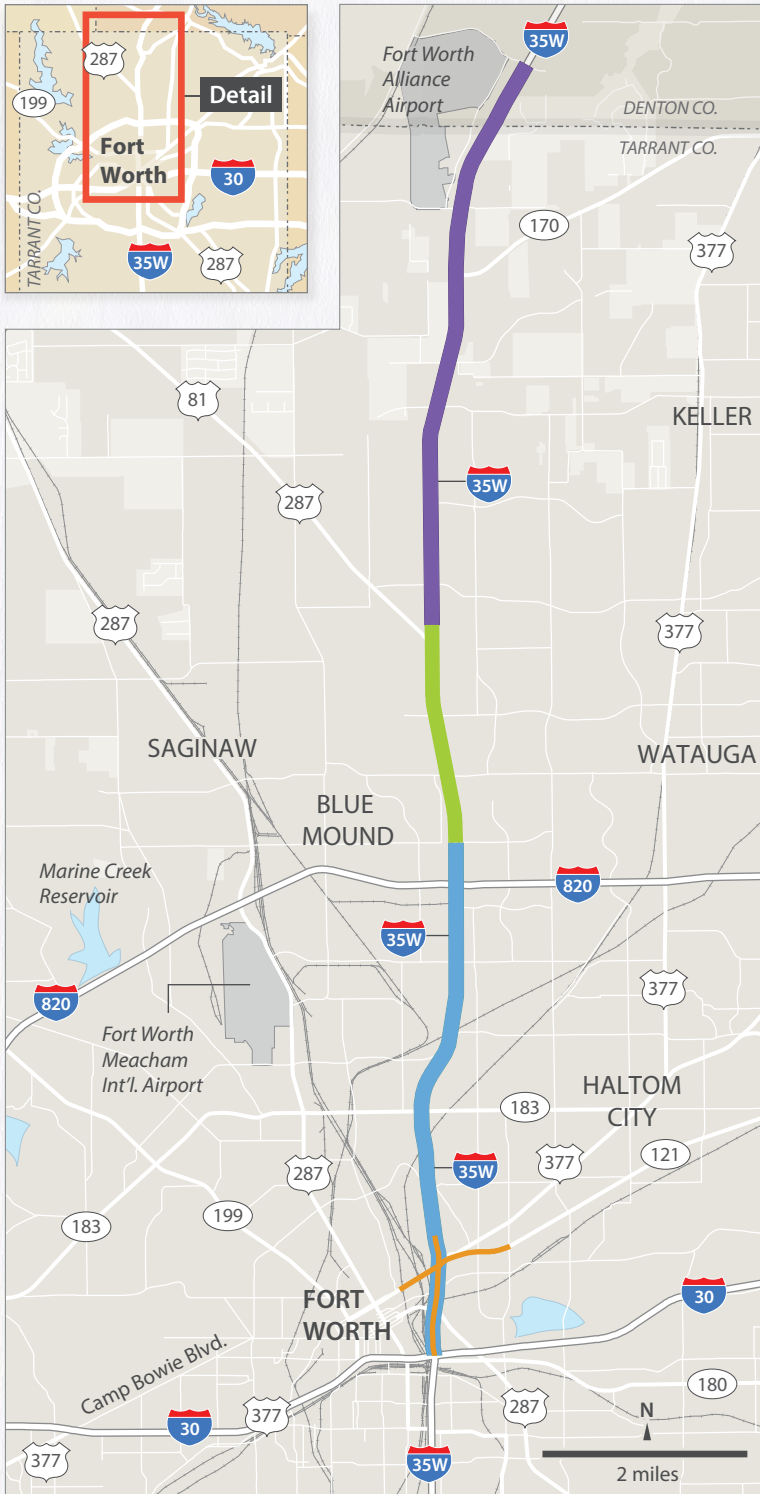 287
199
Detail
Fort
Worth
30
TARRANT CO.
35W
287
35W
Fort Worth
Alliance
Airport
DENTON CO.
TARRANT CO.
170
377
81
KELLER
35W
287
287
377
SAGINAW
WATAUGA
BLUE
MOUND
Marine Creek
Reservoir
820
35W
377
820
Fort Worth
Meacham
Int'l. Airport
HALTOM
CITY
183
377
121
287
35W
183
199
30
FORT
WORTH
Camp Bowie Blvd.
180
377
287
30
N
377
35W
2 miles